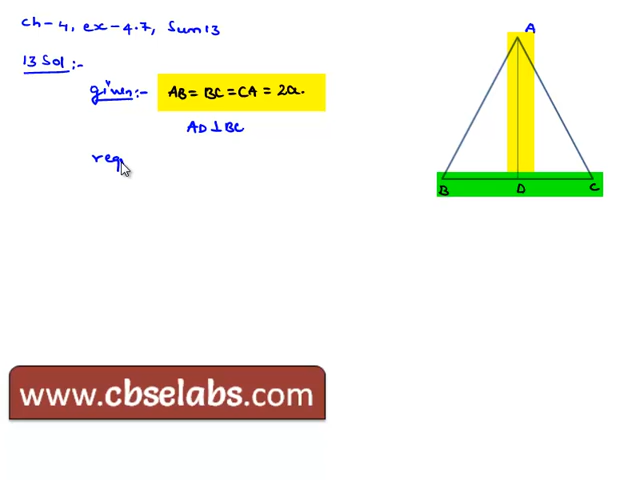 ch-4, ex-4.7, Sum 13
13 Sol:-
given:- AB = BC = CA = 2a.
AD ⊥ BC
req
A
B D C
www.cbselabs.com